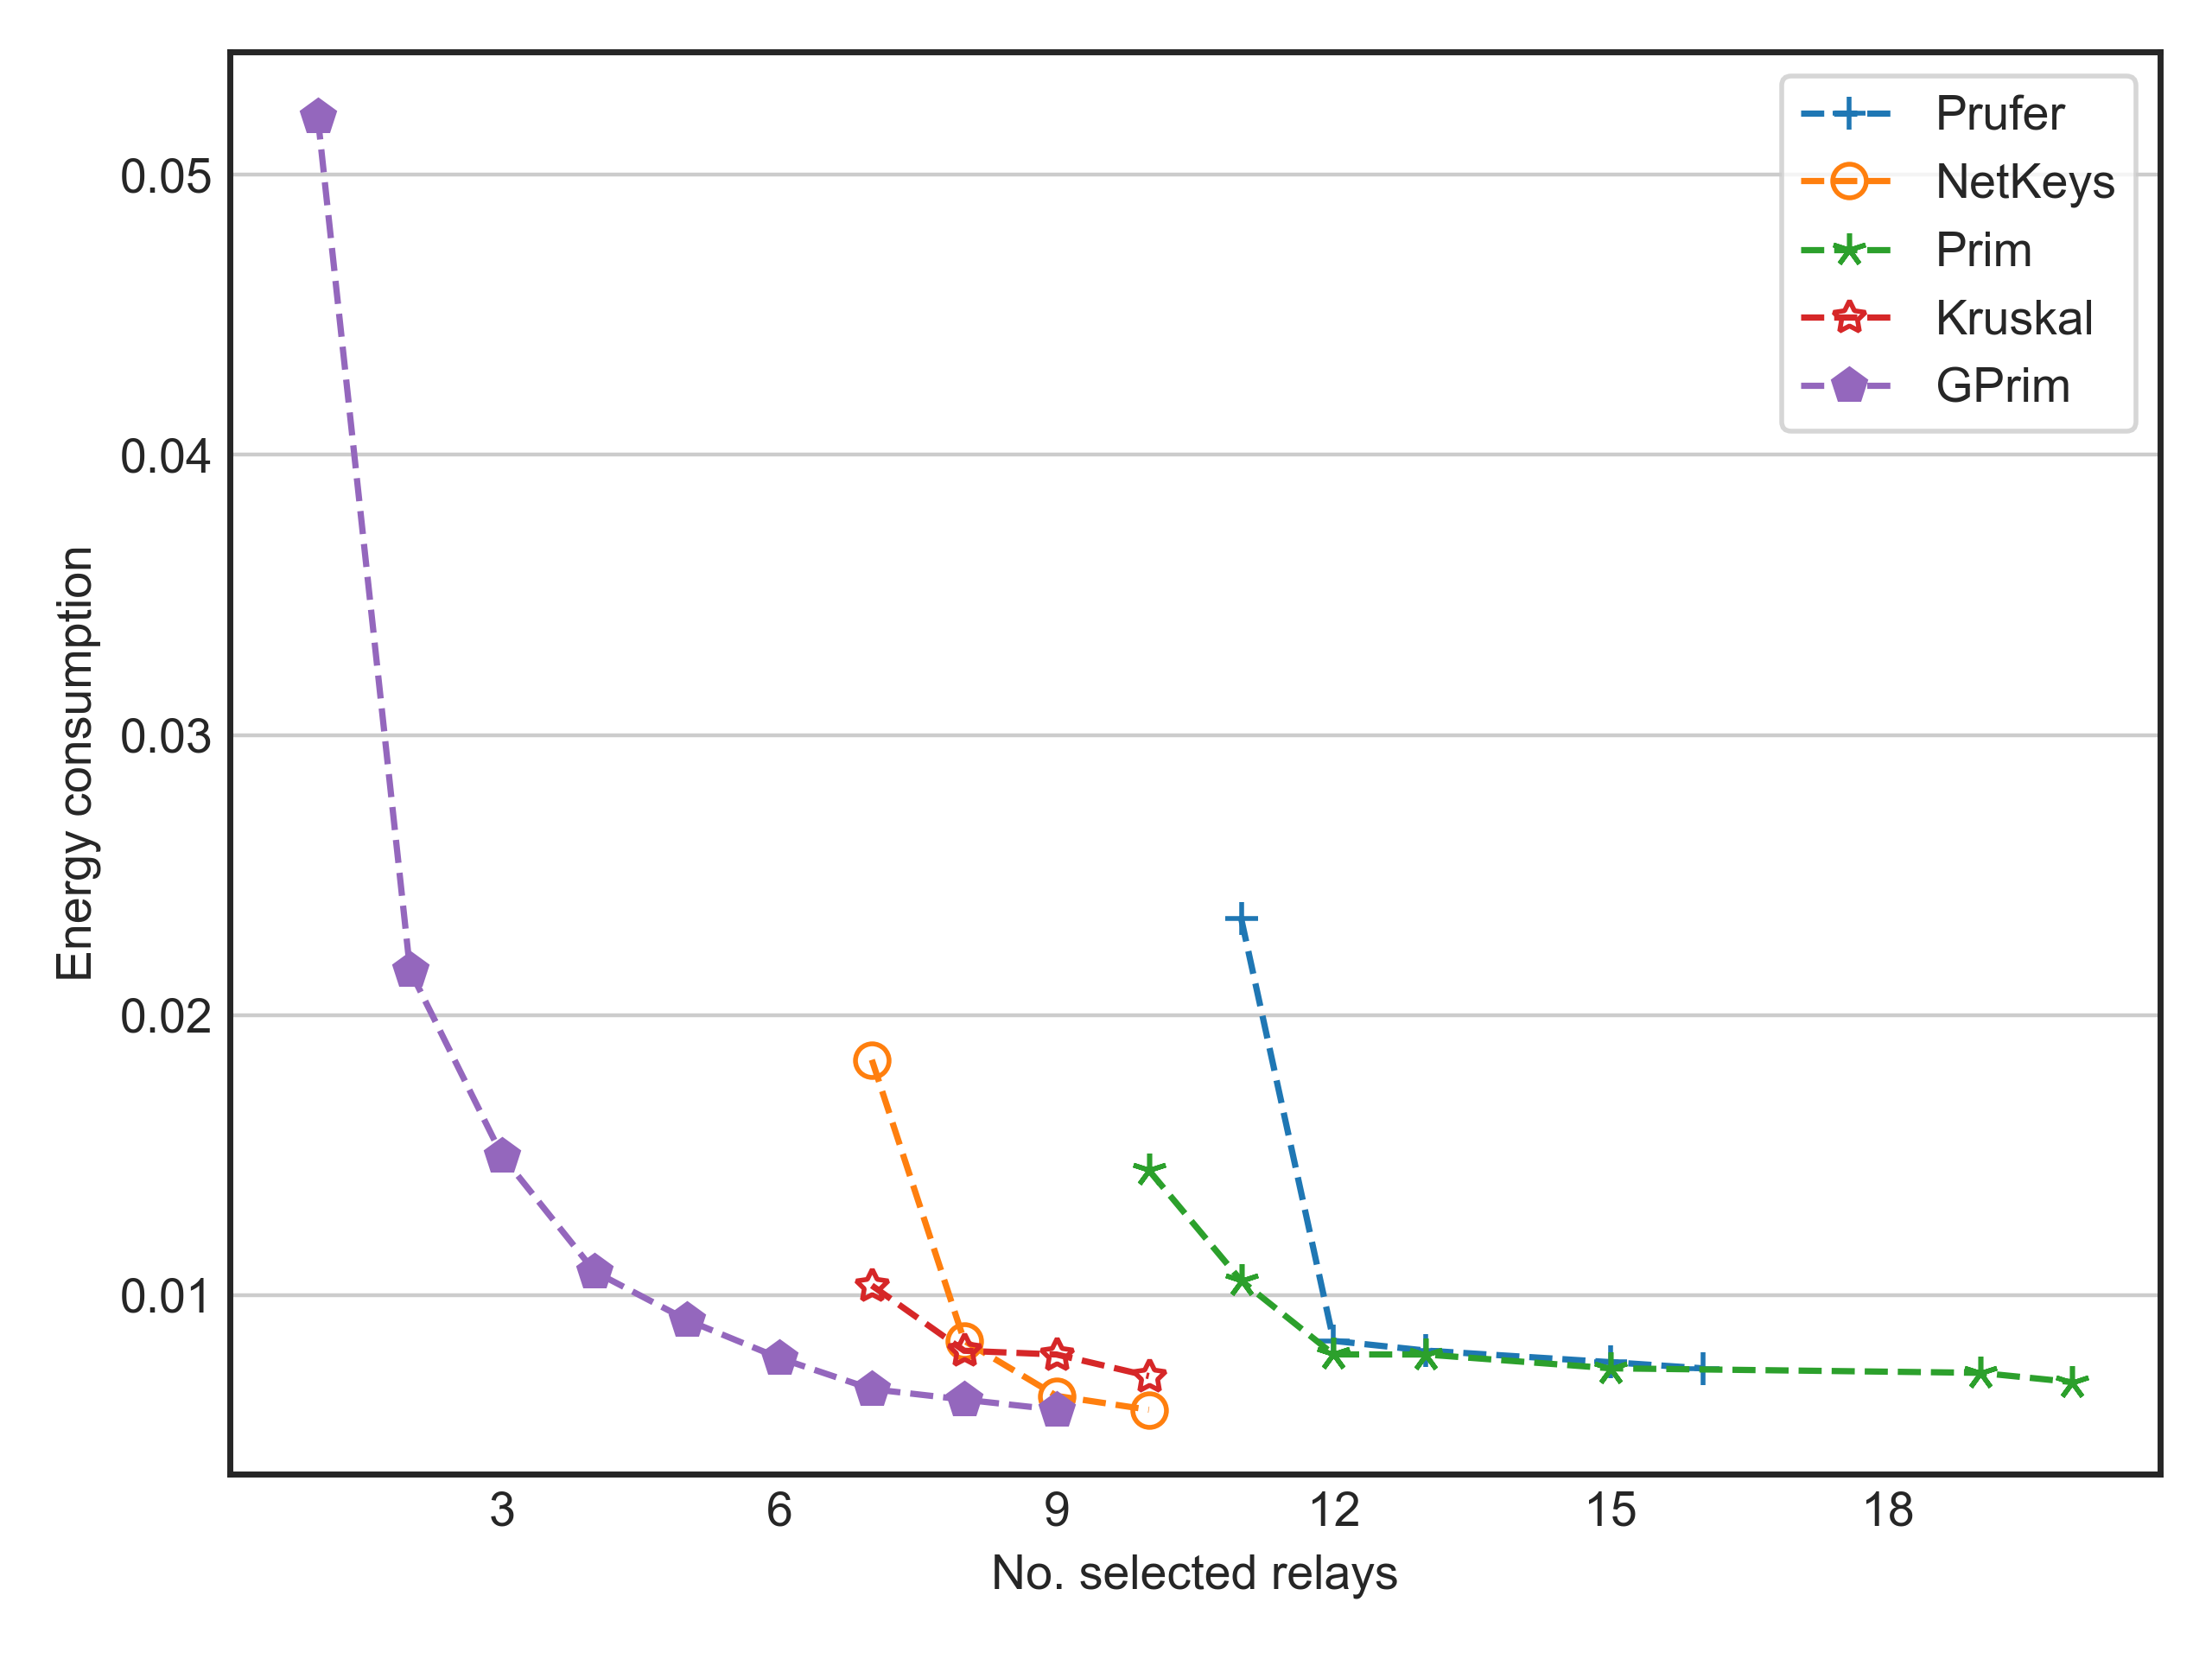 Prufer
NetKeys
Prim
Kruskal
GPrim
0.05
0.04
0.03
0.02
0.01
Energy consumption
3 6 9 12 15 18
No. selected relays